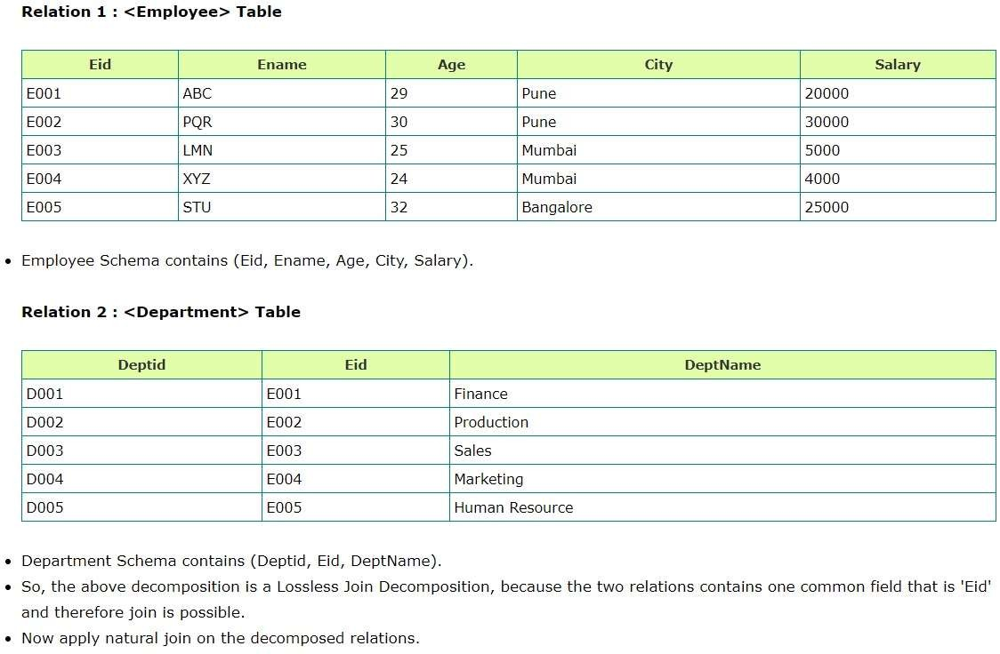 Relation 1 : <Employee> Table
Eid Ename Age City Salary
E001 ABC 29 Pune 20000
E002 PQR 30 Pune 30000
E003 LMN 25 Mumbai 5000
E004 XYZ 24 Mumbai 4000
E005 STU 32 Bangalore 25000
• Employee Schema contains (Eid, Ename, Age, City, Salary).
Relation 2 : <Department> Table
Deptid Eid DeptName
D001 E001 Finance
D002 E002 Production
D003 E003 Sales
D004 E004 Marketing
D005 E005 Human Resource
• Department Schema contains (Deptid, Eid, DeptName).
• So, the above decomposition is a Lossless Join Decomposition, because the two relations contains one common field that is 'Eid'
and therefore join is possible.
• Now apply natural join on the decomposed relations.